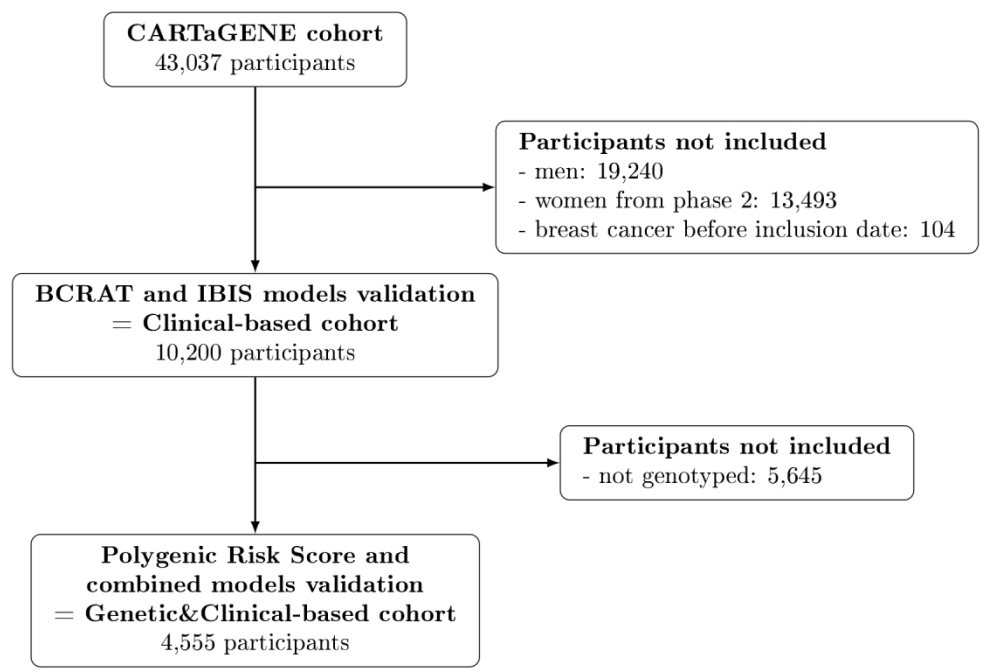 CARTaGENE cohort
43,037 participants
Participants not included
- men: 19,240
- women from phase 2: 13,493
- breast cancer before inclusion date: 104
BCRAT and IBIS models validation
= Clinical-based cohort
10,200 participants
Participants not included
- not genotyped: 5,645
Polygenic Risk Score and
combined models validation
= Genetic&Clinical-based cohort
4,555 participants